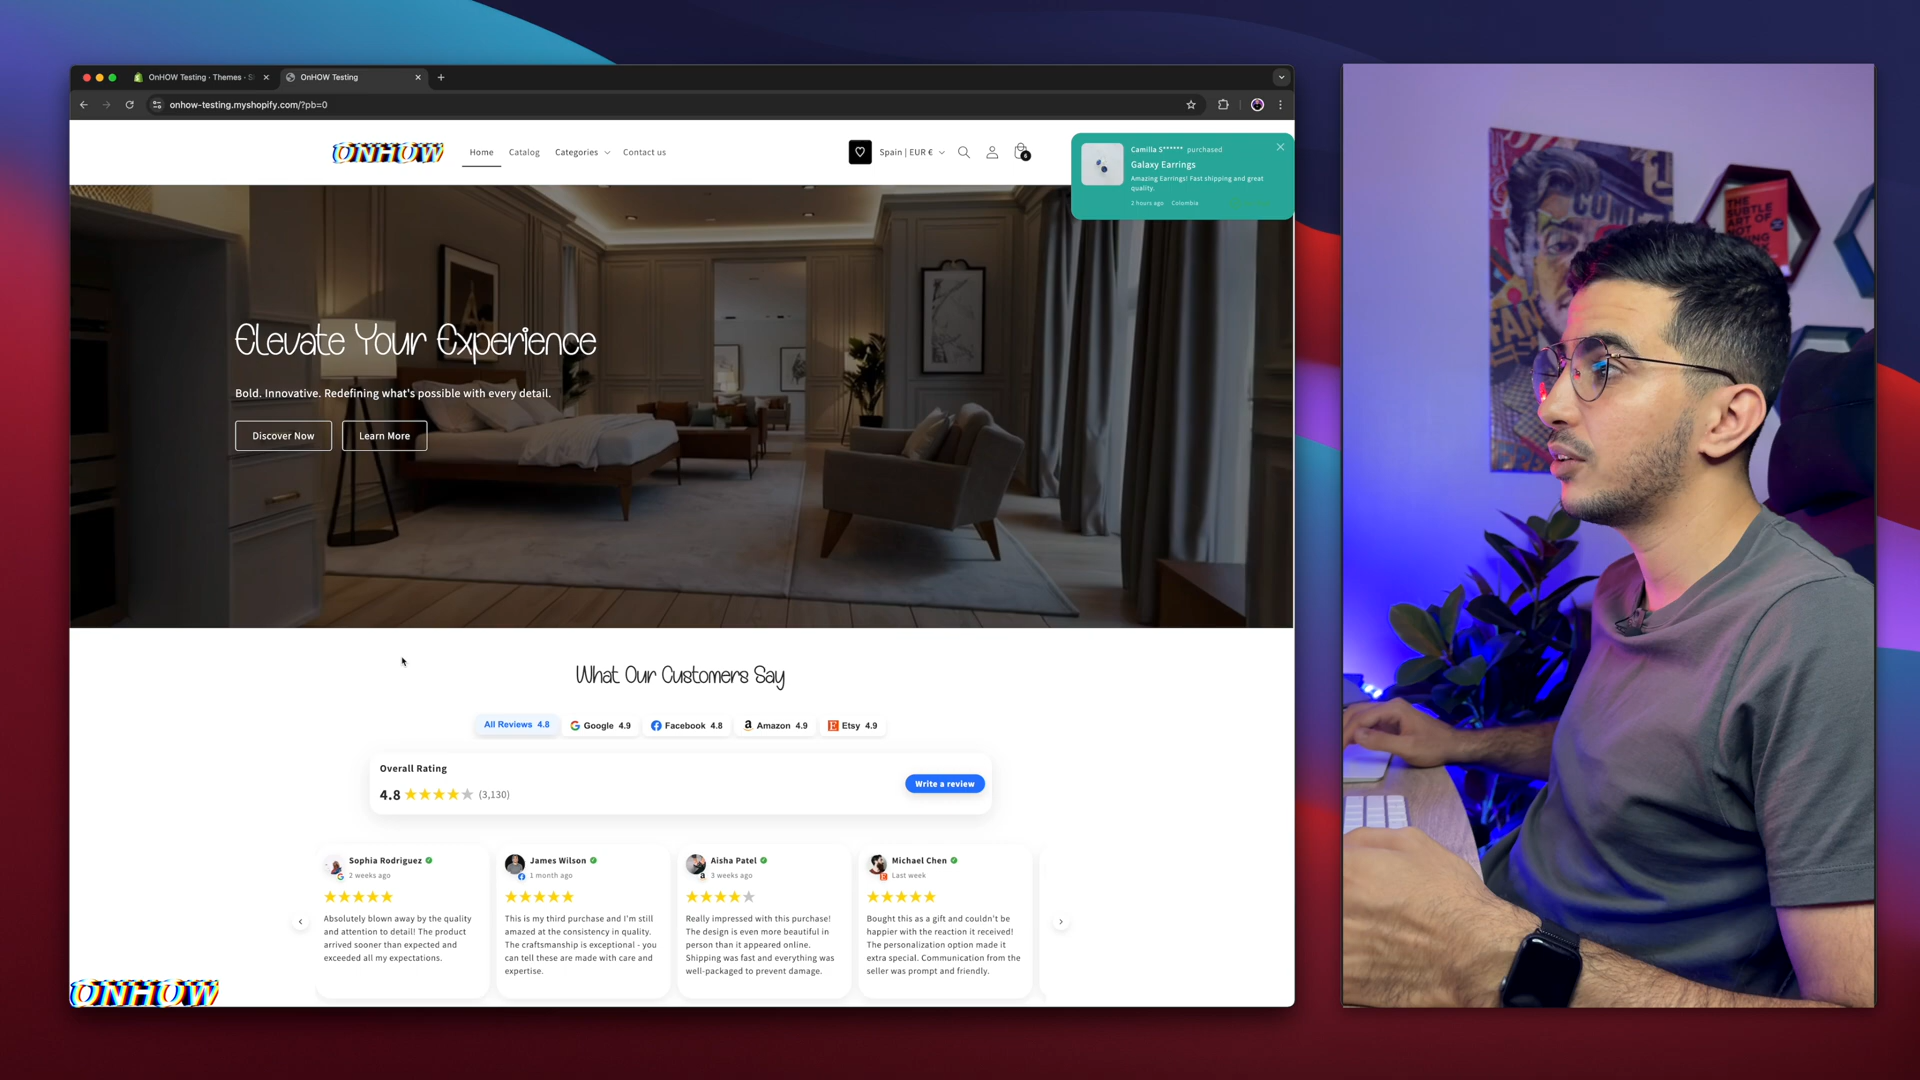 OnHOW Testing · Themes · S
OnHOW Testing
onhow-testing.myshopify.com/?pb=0
ONHOW
Home
Catalog
Categories
Contact us
Spain | EUR €
6
Camilla S****** purchased
Galaxy Earrings
Amazing Earrings! Fast shipping and great
quality.
2 hours ago Colombia
Elevate Your Experience
Bold. Innovative. Redefining what's possible with every detail.
Discover Now
Learn More
What Our Customers Say
All Reviews 4.8
Google 4.9
Facebook 4.8
Amazon 4.9
Etsy 4.9
Overall Rating
4.8 (3,130)
Write a review
Sophia Rodriguez
2 weeks ago
Absolutely blown away by the quality
and attention to detail! The product
arrived sooner than expected and
exceeded all my expectations.
James Wilson
1 month ago
This is my third purchase and I'm still
amazed at the consistency in quality.
The craftsmanship is exceptional - you
can tell these are made with care and
expertise.
Aisha Patel
3 weeks ago
Really impressed with this purchase!
The design is even more beautiful in
person than it appeared online.
Shipping was fast and everything was
well-packaged to prevent damage.
Michael Chen
Last week
Bought this as a gift and couldn't be
happier with the reaction it received!
The personalization option made it
extra special. Communication from the
seller was prompt and friendly.
ONHOW
THE
SUBTLE
ART OF
NOT